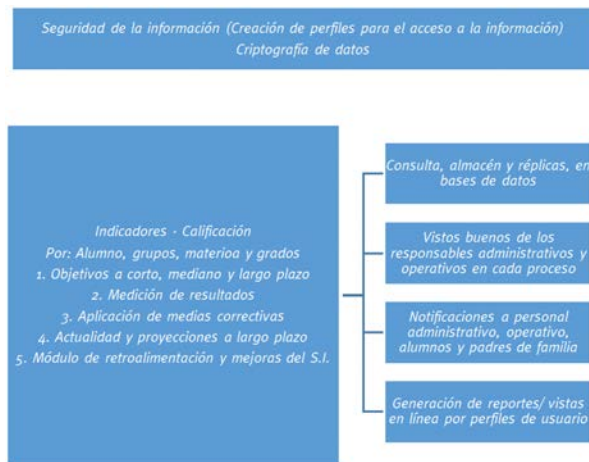 Seguridad de la información (Creación de perfiles para el acceso a la información)
Criptografía de datos
Indicadores - Calificación
Por: Alumno, grupos, materioa y grados
1. Objetivos a corto, mediano y largo plazo
2. Medición de resultados
3. Aplicación de medias correctivas
4. Actualidad y proyecciones a largo plazo
5. Módulo de retroalimentación y mejoras del S.I.
Consulta, almacén y réplicas, en
bases de datos
Vistos buenos de los
responsables administrativos y
operativos en cada proceso
Notificaciones a personal
administrativo, operativo,
alumnos y padres de familia
Generación de reportes/ vistas
en línea por perfiles de usuario